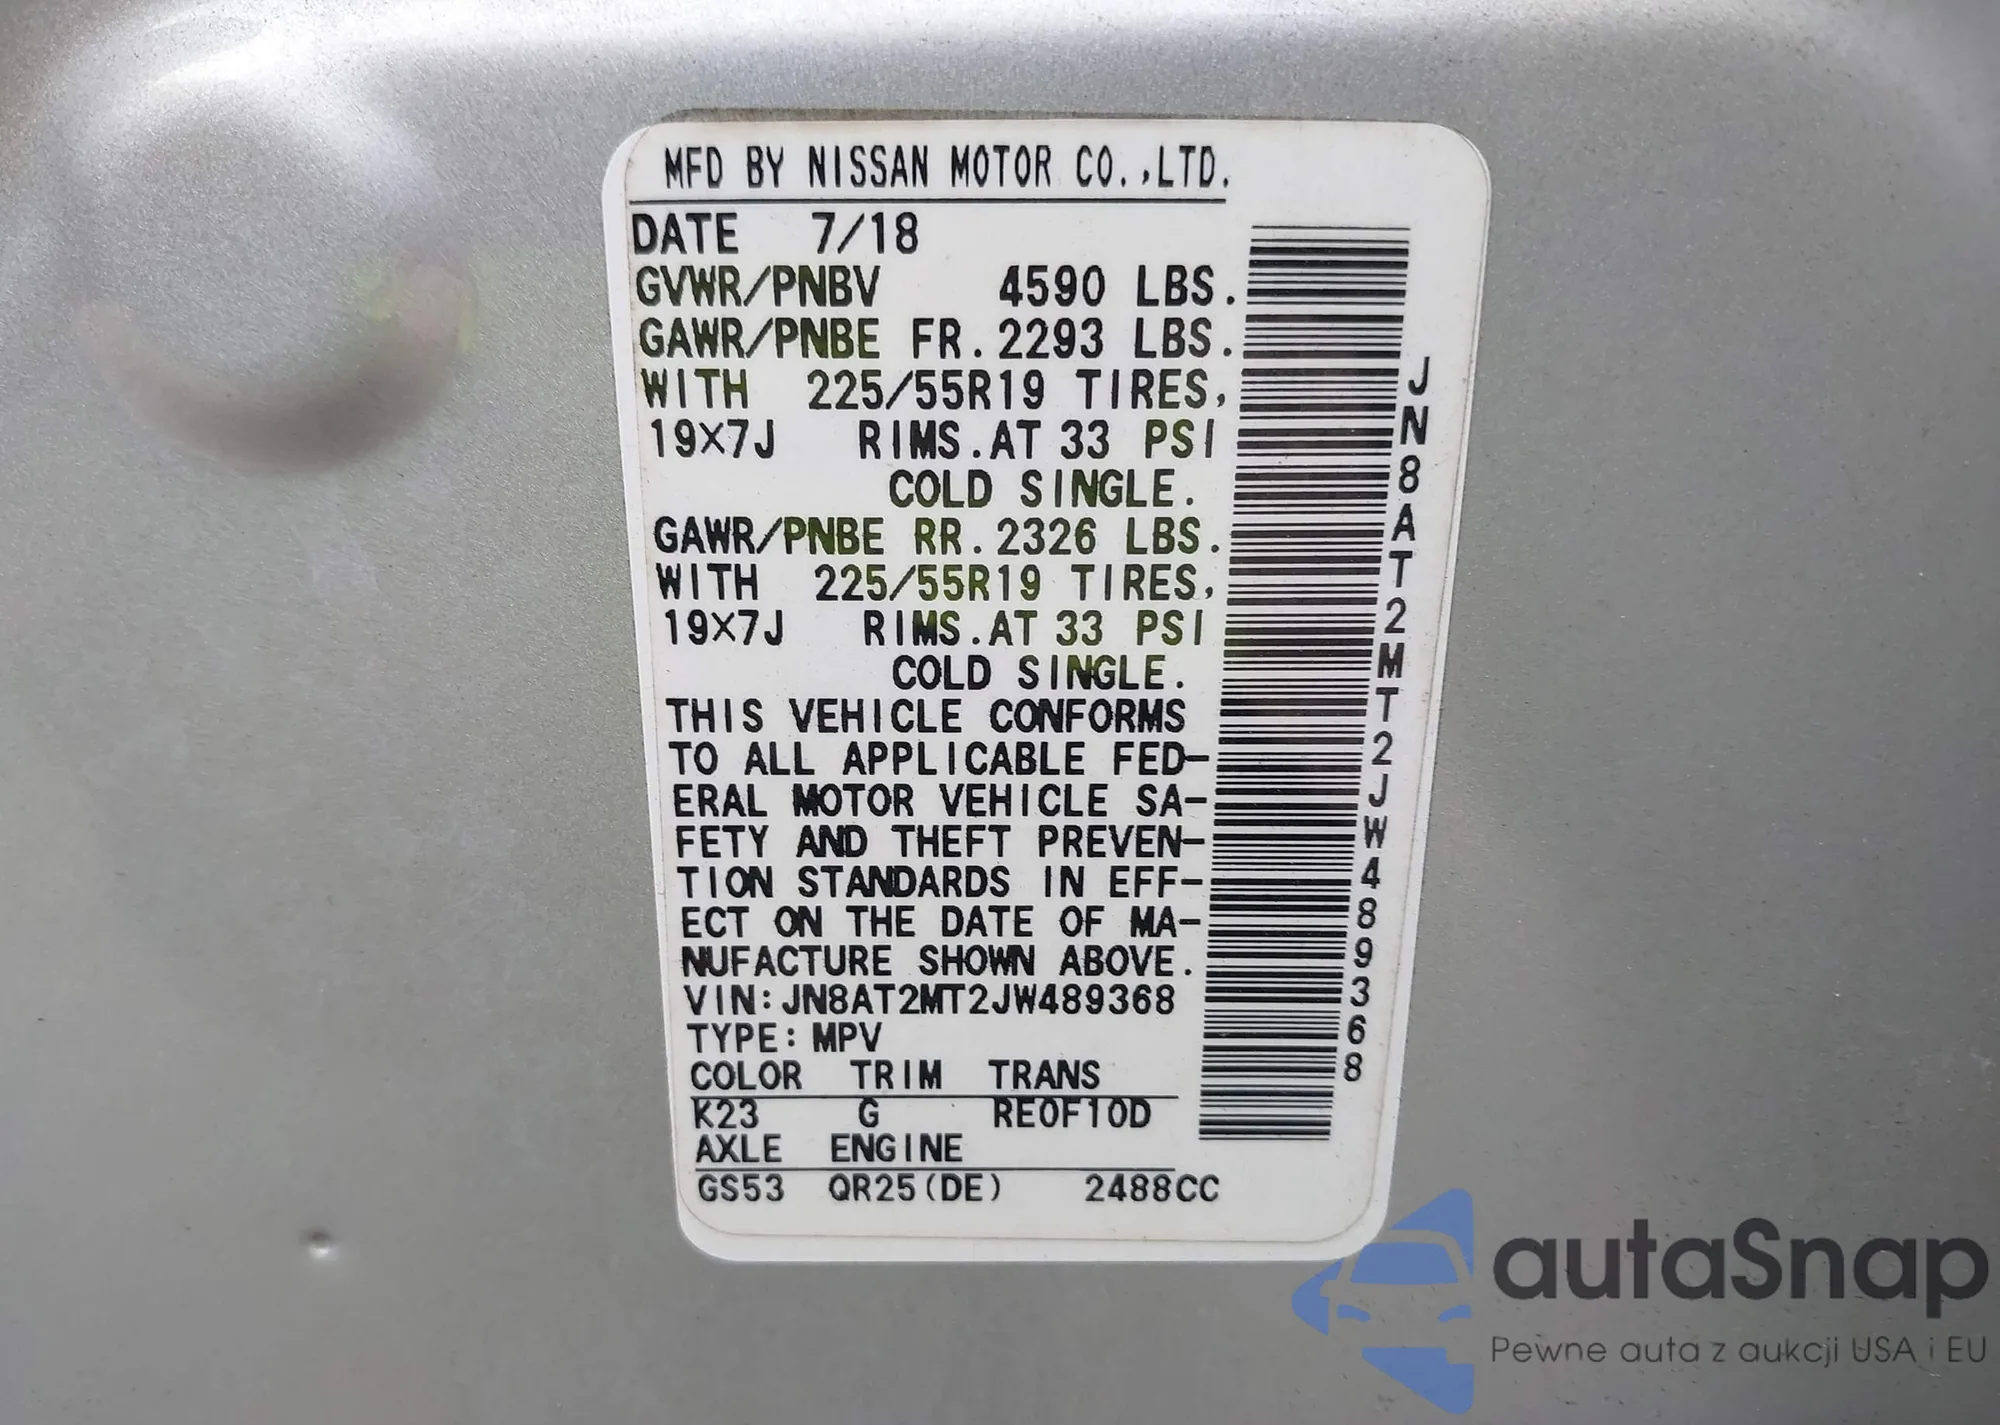 MFD BY NISSAN MOTOR CO.,LTD.
DATE 7/18
GVWR/PNBV 4590 LBS.
GAWR/PNBE FR. 2293 LBS.
WITH 225/55R19 TIRES,
19X7J RIMS. AT 33 PSI
COLD SINGLE.
GAWR/PNBE RR. 2326 LBS.
WITH 225/55R19 TIRES,
19X7J RIMS. AT 33 PSI
COLD SINGLE.
THIS VEHICLE CONFORMS
TO ALL APPLICABLE FED-
ERAL MOTOR VEHICLE SA-
FETY AND THEFT PREVEN-
TION STANDARDS IN EFF-
ECT ON THE DATE OF MA-
NUFACTURE SHOWN ABOVE.
VIN: JN8AT2MT2JW489368
TYPE: MPV
COLOR TRIM TRANS
K23 G RE0F10D
AXLE ENGINE
GS53 QR25(DE) 2488CC
JN8AT2MT2JW489368
autaSnap
Pewne auta z aukcji USA i EU